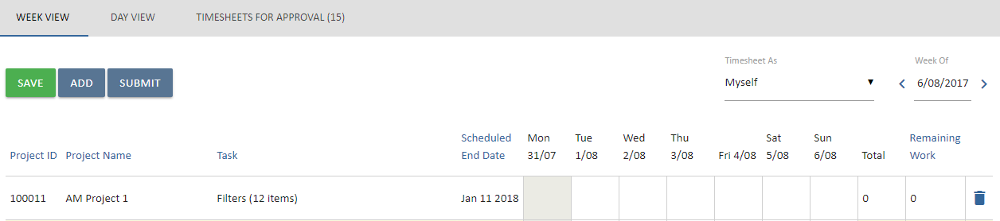 WEEK VIEW DAY VIEW TIMESHEETS FOR APPROVAL (15)
Timesheet As Week Of
SAVE ADD SUBMIT Myself 6/08/2017
Scheduled Mon Tue Wed Thu Sat Sun Remaining
Project ID Project Name Task End Date 31/07 1/08 2/08 3/08 Fri 4/08 5/08 6/08 Total Work
100011 AM Project 1 Filters (12 items) Jan 11 2018 0 0